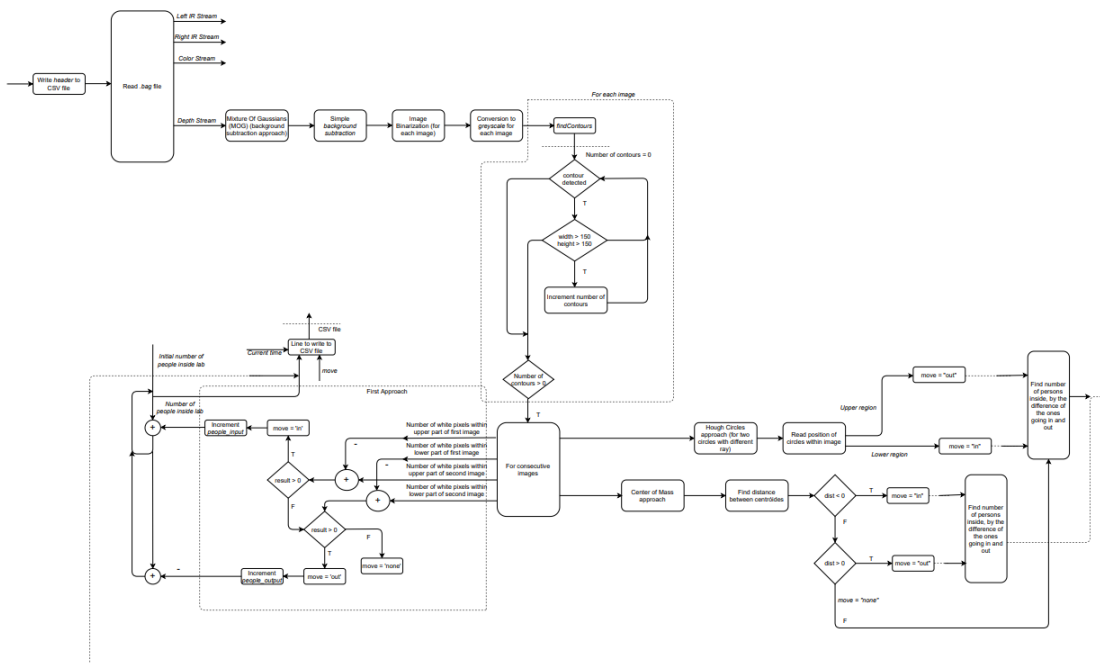 Left IR Stream
Right IR Stream
Color Stream
Write header to
CSV file
Read .bag file
Depth Stream
Mixture Of Gaussians
(MOG) (background
subtraction approach)
Simple
background
subtraction
Image
Binarization (for
each image)
Conversion to
greyscale for
each image
For each image
findContours
Number of contours = 0
contour
detected
T
width > 150
height > 150
T
Increment number of
contours
Number of
contours > 0
T
CSV file
Line to write to
CSV file
Current time
move
Initial number of
people inside lab
Number of
people inside lab
First Approach
+
Increment
people_input
move = 'in'
T
result > 0
F
Number of white pixels within
upper part of first image
Number of white pixels within
lower part of first image
Number of white pixels within
upper part of second image
Number of white pixels within
lower part of second image
-
-
+
+
result > 0
F
T
move = 'none'
move = 'out'
Increment
people_output
-
+
For consecutive
images
Hough Circles
approach (for two
circles with different
ray)
Read position of
circles within image
Upper region
Lower region
move = "out"
move = "in"
Find number
of persons
inside, by the
difference of
the ones
going in and
out
Center of Mass
approach
Find distance
between centróides
dist < 0
T
move = "in"
F
dist > 0
T
move = "out"
move = "none"
F
Find number
of persons
inside, by the
difference of
the ones
going in and
out